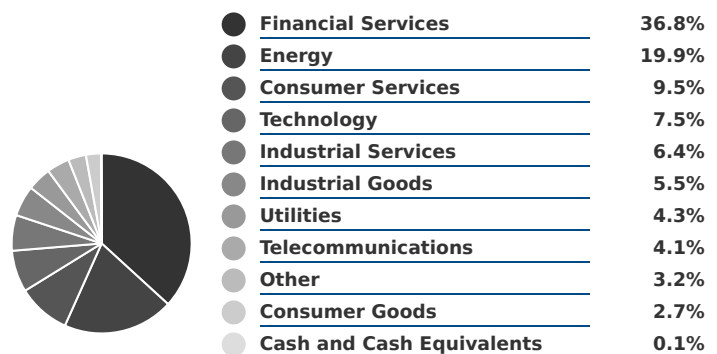 Financial Services 36.8%
Energy 19.9%
Consumer Services 9.5%
Technology 7.5%
Industrial Services 6.4%
Industrial Goods 5.5%
Utilities 4.3%
Telecommunications 4.1%
Other 3.2%
Consumer Goods 2.7%
Cash and Cash Equivalents 0.1%